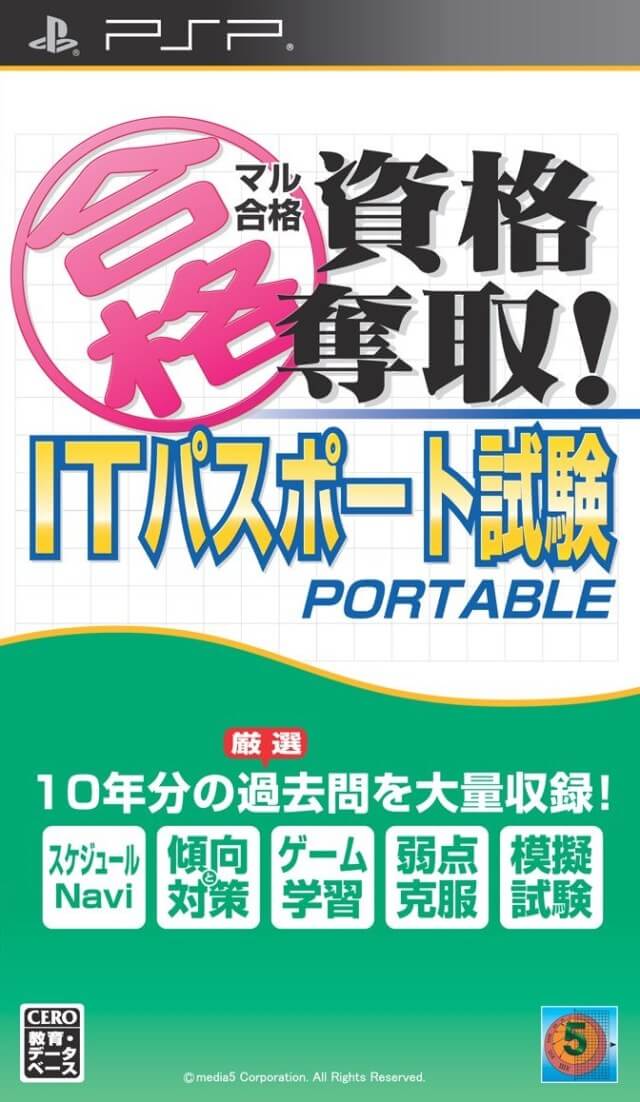 PSP®
合格
マル
合格
資格
奪取!
ITパスポート試験
PORTABLE
厳選
10年分の過去問を大量収録!
スケジュール
Navi
傾向
と
対策
ゲーム
学習
弱点
克服
模擬
試験
CERO
教育・
データ
ベース
5
©media5 Corporation. All Rights Reserved.